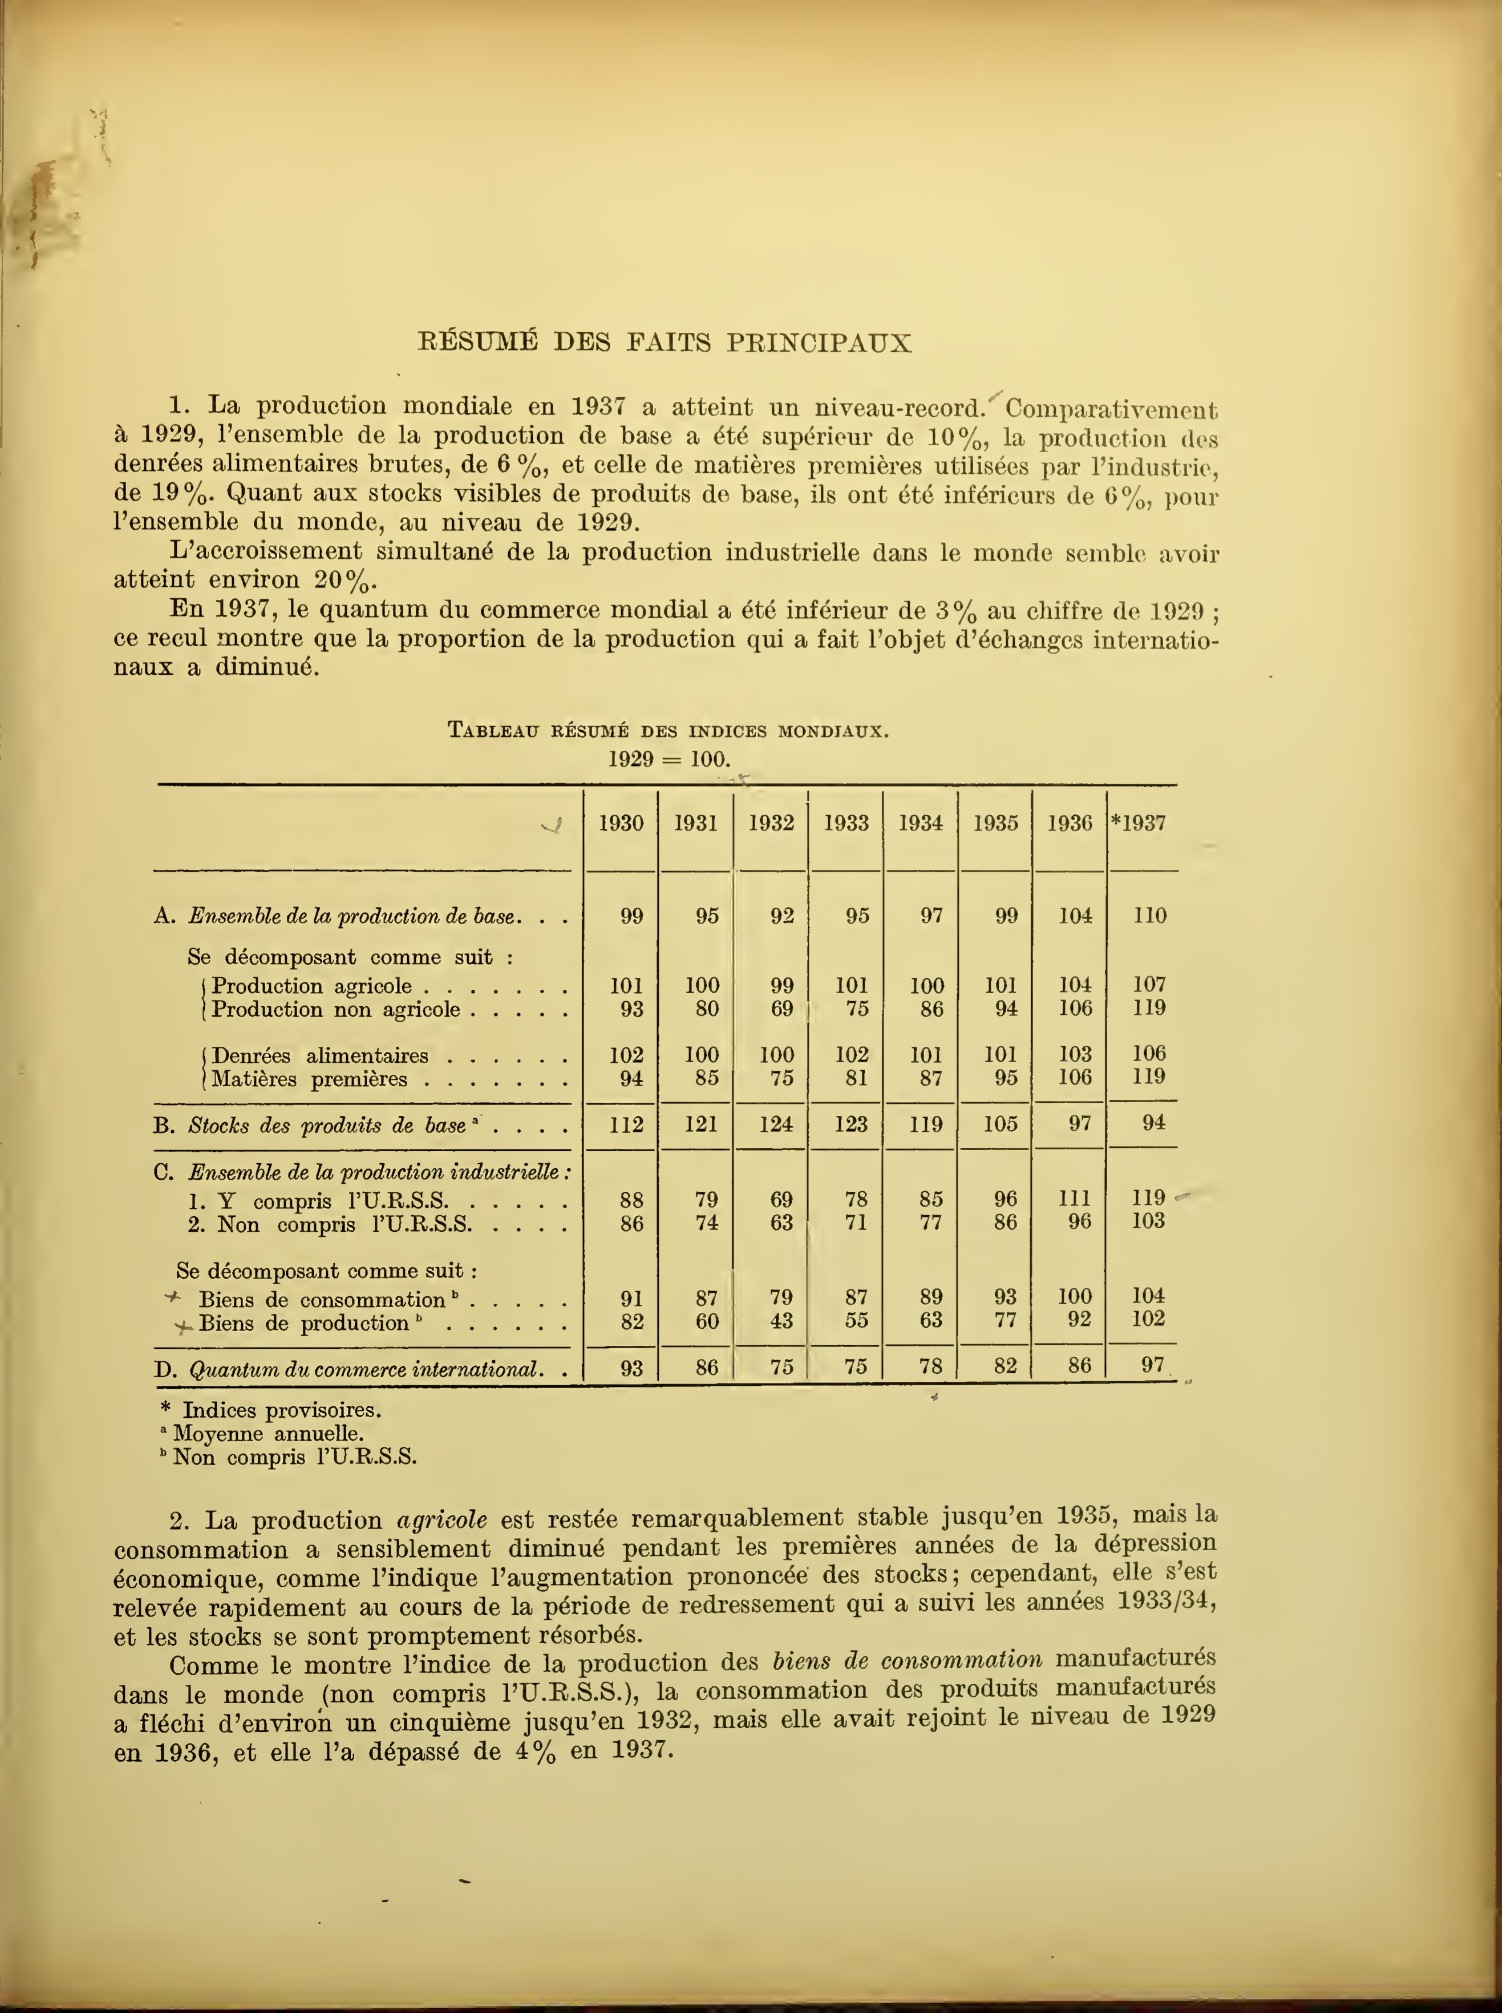 RÉSUMÉ DES FAITS PRINCIPAUX
1. La production mondiale en 1937 a atteint un niveau-record. Comparativement
à 1929, l'ensemble de la production de base a été supérieur de 10%, la production des
denrées alimentaires brutes, de 6 %, et celle de matières premières utilisées par l'industrie,
de 19%. Quant aux stocks visibles de produits de base, ils ont été inférieurs de 6%, pour
l'ensemble du monde, au niveau de 1929.
L'accroissement simultané de la production industrielle dans le monde semble avoir
atteint environ 20%.
En 1937, le quantum du commerce mondial a été inférieur de 3% au chiffre de 1929 ;
ce recul montre que la proportion de la production qui a fait l'objet d'échanges internatio-
naux a diminué.
TABLEAU RÉSUMÉ DES INDICES MONDIAUX.
1929 = 100.
1930 1931 1932 1933 1934 1935 1936 *1937
A. Ensemble de la production de base. . . 99 95 92 95 97 99 104 110
Se décomposant comme suit :
Production agricole . . . . . . . 101 100 99 101 100 101 104 107
Production non agricole . . . . . 93 80 69 75 86 94 106 119
Denrées alimentaires . . . . . . 102 100 100 102 101 101 103 106
Matières premières . . . . . . . 94 85 75 81 87 95 106 119
B. Stocks des produits de base ᵃ . . . . 112 121 124 123 119 105 97 94
C. Ensemble de la production industrielle :
1. Y compris l'U.R.S.S. . . . . . 88 79 69 78 85 96 111 119
2. Non compris l'U.R.S.S. . . . . 86 74 63 71 77 86 96 103
Se décomposant comme suit :
Biens de consommation ᵇ . . . . . 91 87 79 87 89 93 100 104
Biens de production ᵇ . . . . . . 82 60 43 55 63 77 92 102
D. Quantum du commerce international. . 93 86 75 75 78 82 86 97
* Indices provisoires.
ᵃ Moyenne annuelle.
ᵇ Non compris l'U.R.S.S.
2. La production agricole est restée remarquablement stable jusqu'en 1935, mais la
consommation a sensiblement diminué pendant les premières années de la dépression
économique, comme l'indique l'augmentation prononcée des stocks; cependant, elle s'est
relevée rapidement au cours de la période de redressement qui a suivi les années 1933/34,
et les stocks se sont promptement résorbés.
Comme le montre l'indice de la production des biens de consommation manufacturés
dans le monde (non compris l'U.R.S.S.), la consommation des produits manufacturés
a fléchi d'environ un cinquième jusqu'en 1932, mais elle avait rejoint le niveau de 1929
en 1936, et elle l'a dépassé de 4% en 1937.